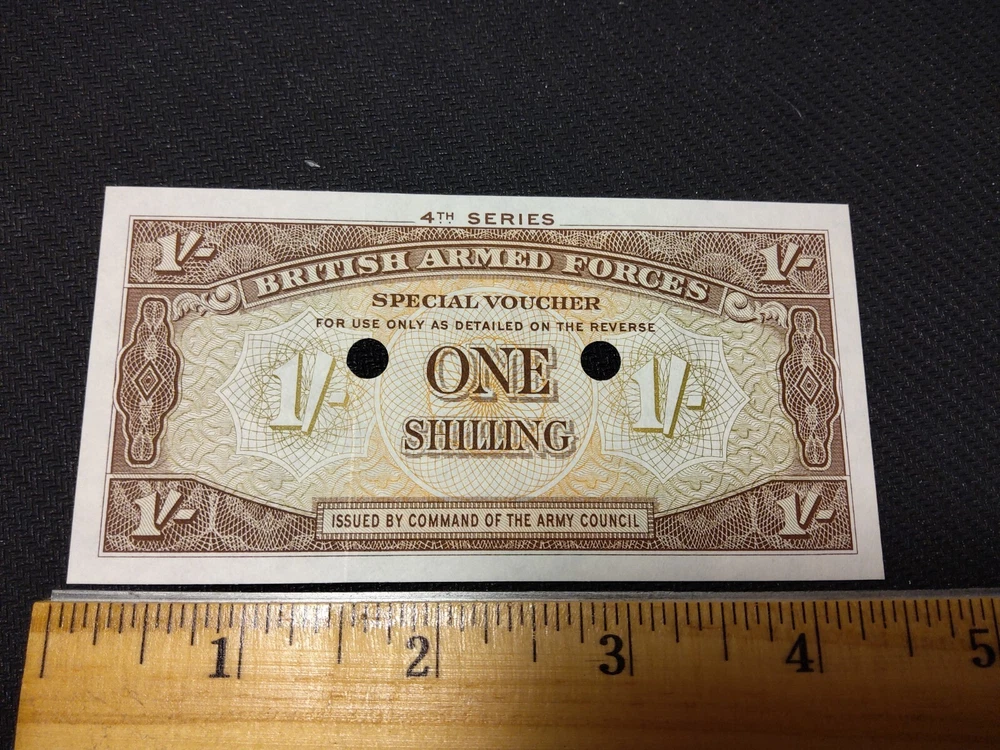 4TH SERIES
1/- 1/-
BRITISH ARMED FORCES
SPECIAL VOUCHER
FOR USE ONLY AS DETAILED ON THE REVERSE
1/- ONE 1/-
SHILLING
1/- 1/-
ISSUED BY COMMAND OF THE ARMY COUNCIL
1 2 3 4 5